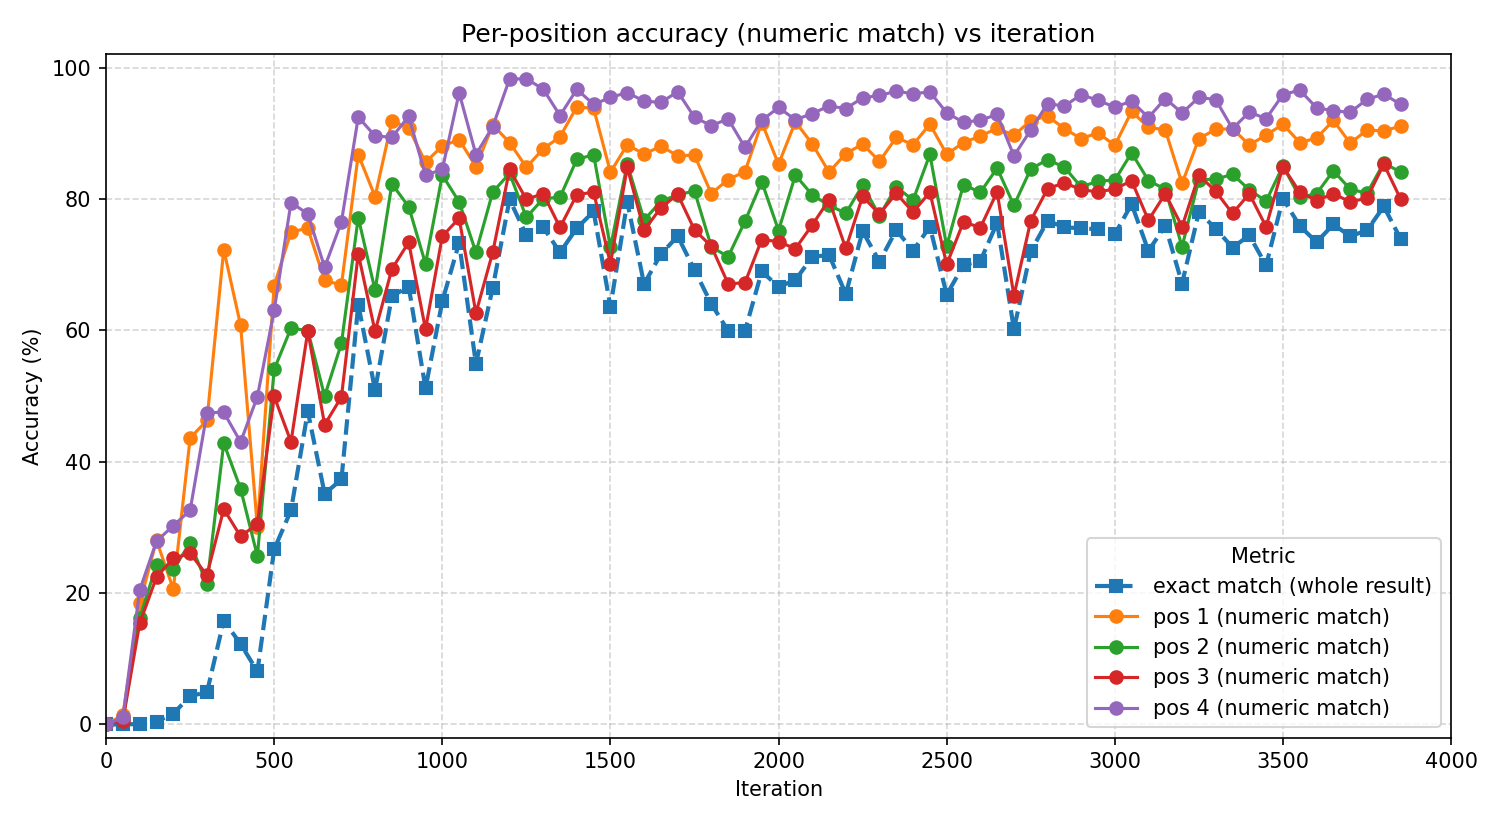 Per-position accuracy (numeric match) vs iteration
100
80
60
40
20
0
Accuracy (%)
0 500 1000 1500 2000 2500 3000 3500 4000
Iteration
Metric
exact match (whole result)
pos 1 (numeric match)
pos 2 (numeric match)
pos 3 (numeric match)
pos 4 (numeric match)